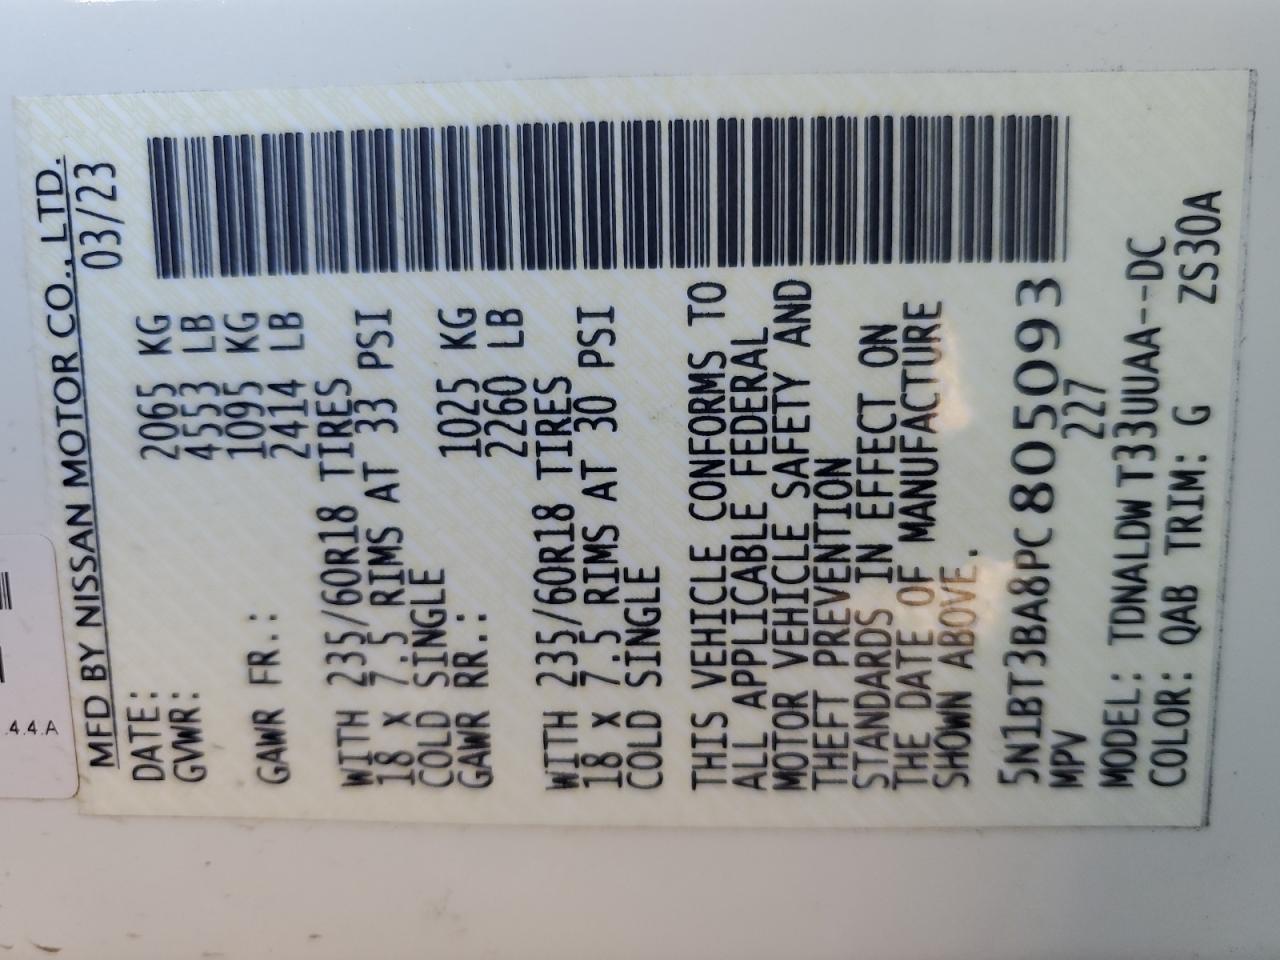 MFD BY NISSAN MOTOR CO., LTD.
DATE: 03/23
GVWR: 2065 KG
4553 LB
GAWR FR.: 1095 KG
2414 LB
WITH 235/60R18 TIRES
18 X 7.5 RIMS AT 33 PSI
COLD SINGLE
GAWR RR.: 1025 KG
2260 LB
WITH 235/60R18 TIRES
18 X 7.5 RIMS AT 30 PSI
COLD SINGLE
THIS VEHICLE CONFORMS TO
ALL APPLICABLE FEDERAL
MOTOR VEHICLE SAFETY AND
THEFT PREVENTION
STANDARDS IN EFFECT ON
THE DATE OF MANUFACTURE
SHOWN ABOVE.
5N1BT3BA8PC805093
MPV 227
MODEL: TDNALDW T33UUAA--DC
COLOR: QAB TRIM: G ZS30A
.4.4.A